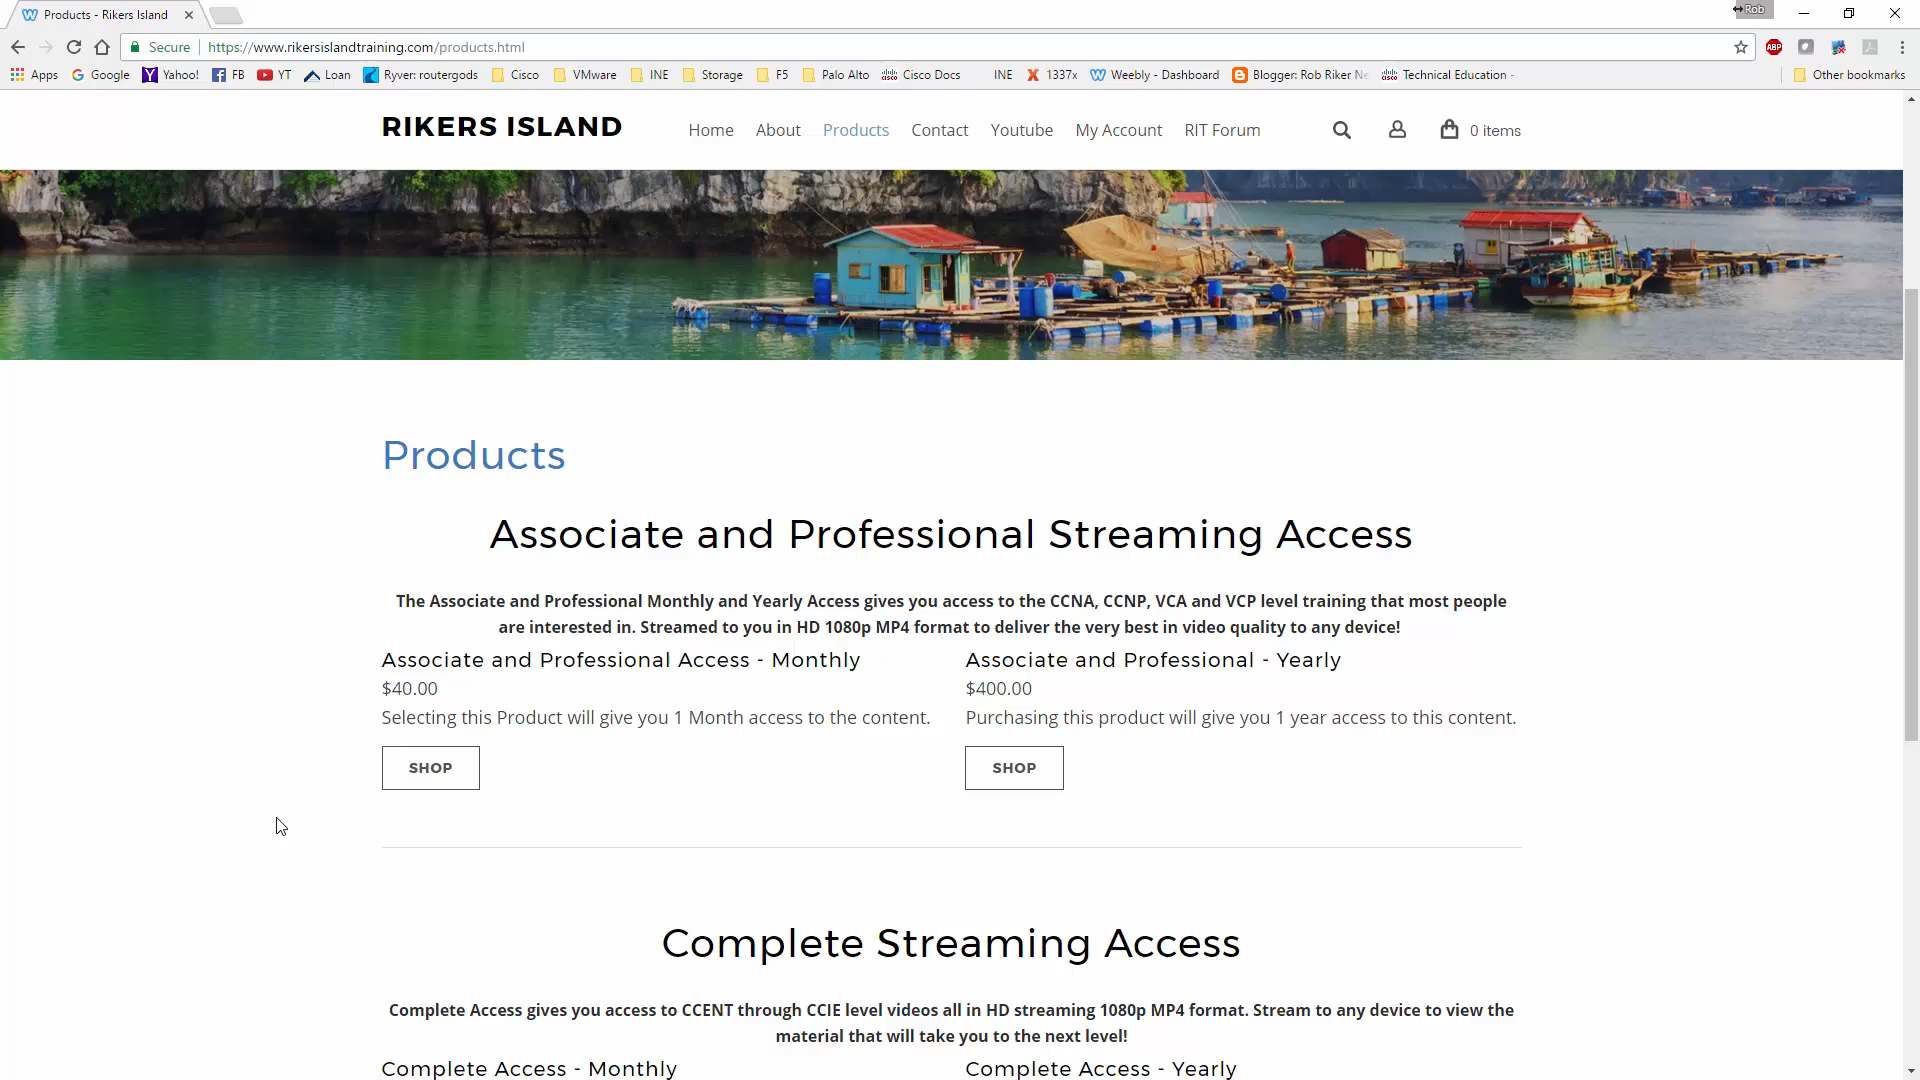 Products - Rikers Island
Rob
Secure
https://www.rikersislandtraining.com/products.html
ABP
Apps
Google
Yahoo!
FB
YT
Loan
Ryver: routergods
Cisco
VMware
INE
Storage
F5
Palo Alto
Cisco Docs
INE
1337x
Weebly - Dashboard
Blogger: Rob Riker Ne
Technical Education -
Other bookmarks
RIKERS ISLAND
Home
About
Products
Contact
Youtube
My Account
RIT Forum
0 items
Products
Associate and Professional Streaming Access
The Associate and Professional Monthly and Yearly Access gives you access to the CCNA, CCNP, VCA and VCP level training that most people
are interested in. Streamed to you in HD 1080p MP4 format to deliver the very best in video quality to any device!
Associate and Professional Access - Monthly
$40.00
Selecting this Product will give you 1 Month access to the content.
SHOP
Associate and Professional - Yearly
$400.00
Purchasing this product will give you 1 year access to this content.
SHOP
Complete Streaming Access
Complete Access gives you access to CCENT through CCIE level videos all in HD streaming 1080p MP4 format. Stream to any device to view the
material that will take you to the next level!
Complete Access - Monthly
Complete Access - Yearly